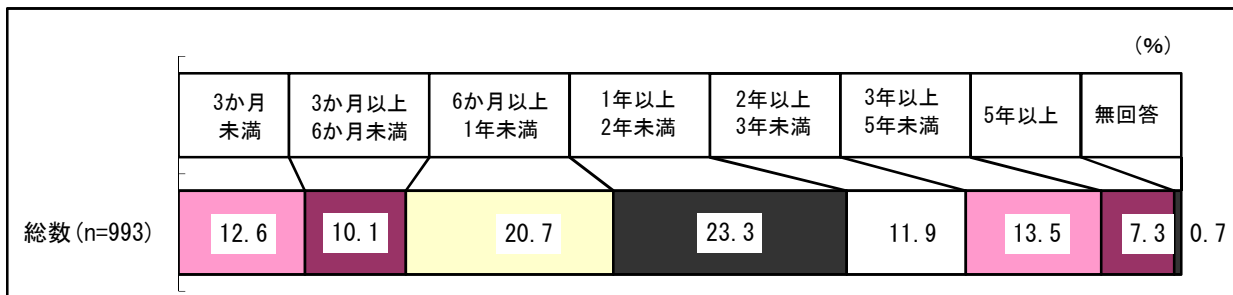 (%)
3か月
未満
3か月以上
6か月未満
6か月以上
1年未満
1年以上
2年未満
2年以上
3年未満
3年以上
5年未満
5年以上
無回答
総数(n=993)
12.6
10.1
20.7
23.3
11.9
13.5
7.3
0.7